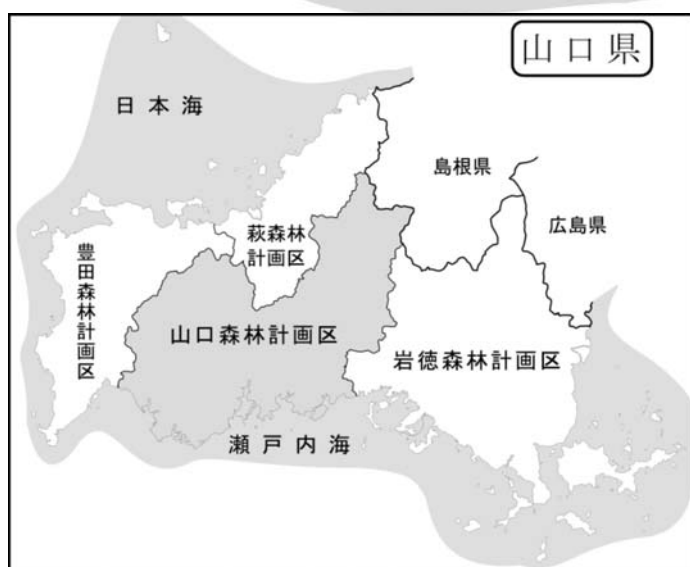 山口県
日本海
島根県
広島県
萩森林
計画区
豊田森林計画区
山口森林計画区
岩徳森林計画区
瀬戸内海